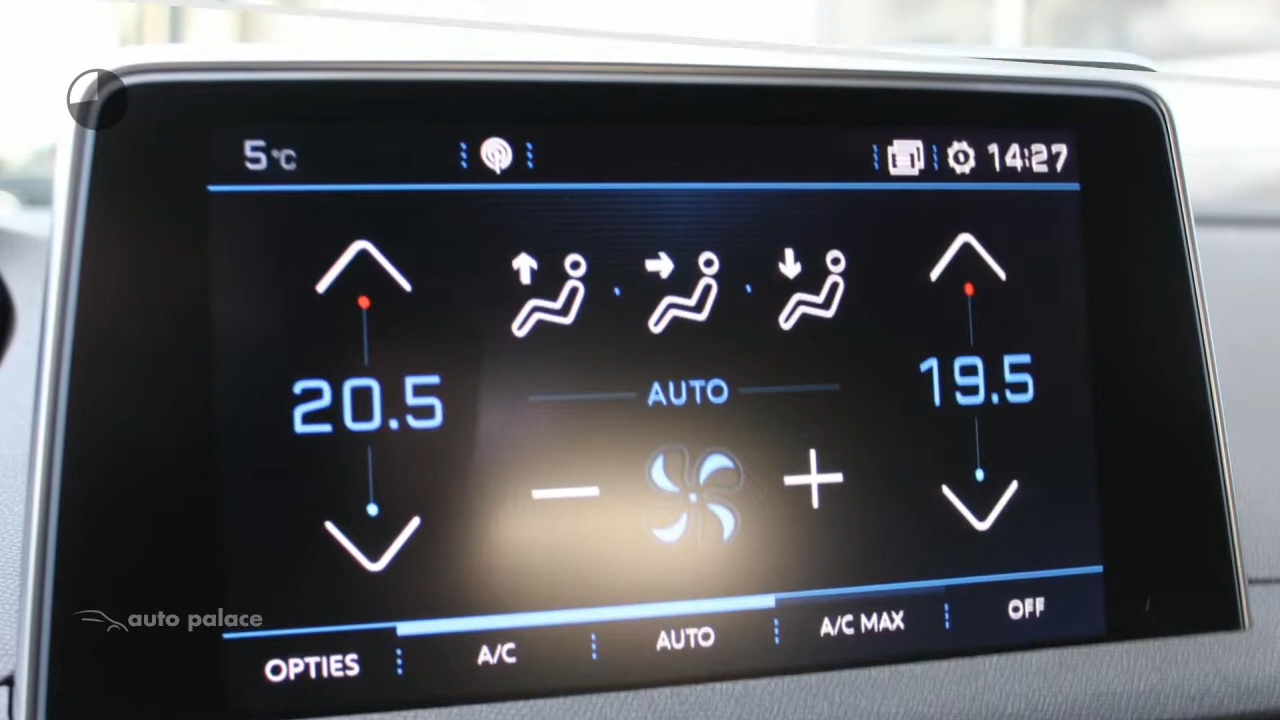 5°C
14:27
20.5
AUTO
19.5
auto palace
OPTIES
A/C
AUTO
A/C MAX
OFF